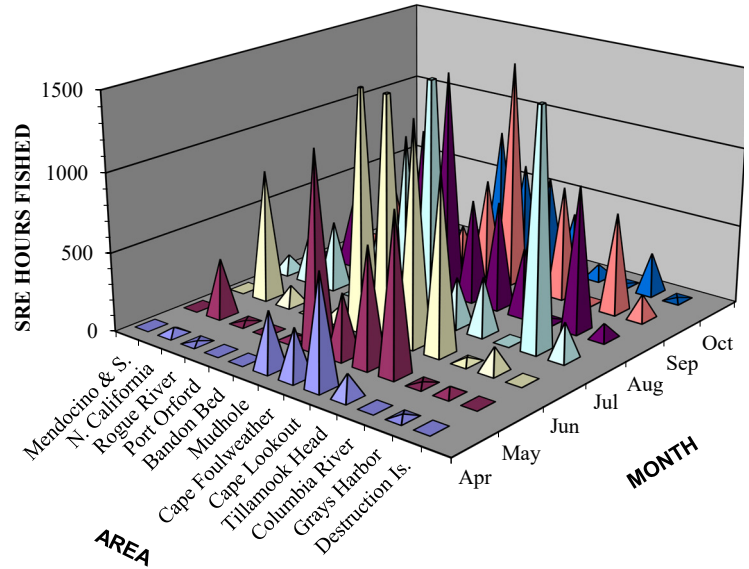 1500
1000
500
0
SRE HOURS FISHED
Mendocino & S.
N. California
Rogue River
Port Orford
Bandon Bed
Mudhole
Cape Foulweather
Cape Lookout
Tillamook Head
Columbia River
Grays Harbor
Destruction Is.
AREA
Apr
May
Jun
Jul
Aug
Sep
Oct
MONTH